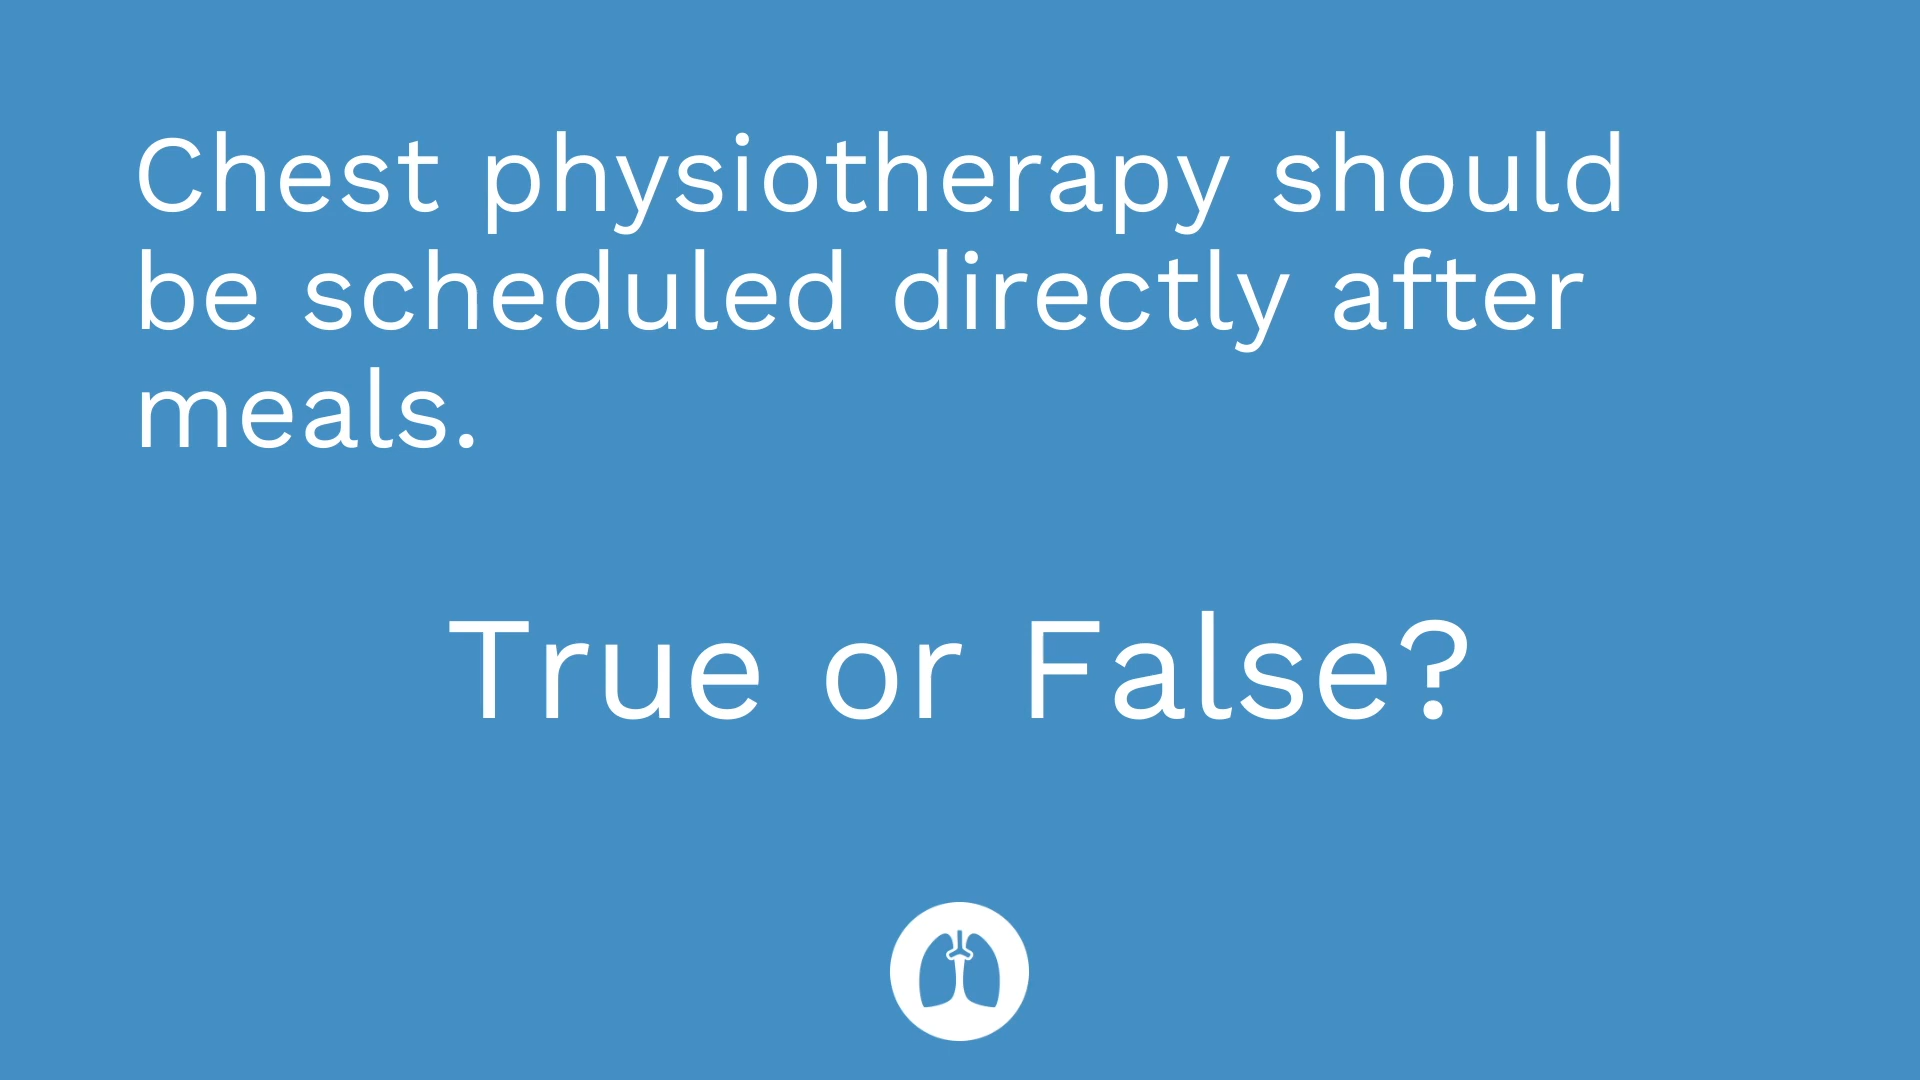 Chest physiotherapy should
be scheduled directly after
meals.
True or False?